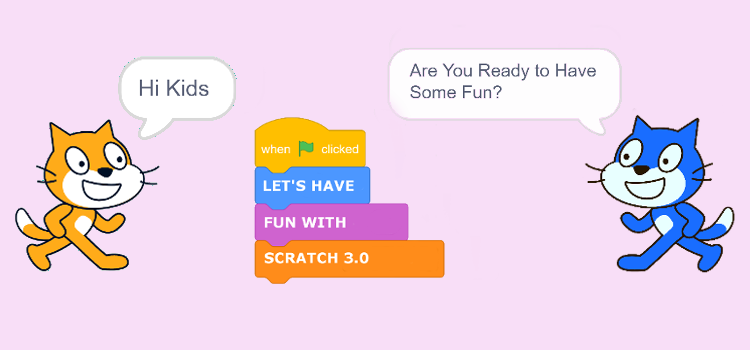 Hi Kids
Are You Ready to Have
Some Fun?
when clicked
LET'S HAVE
FUN WITH
SCRATCH 3.0